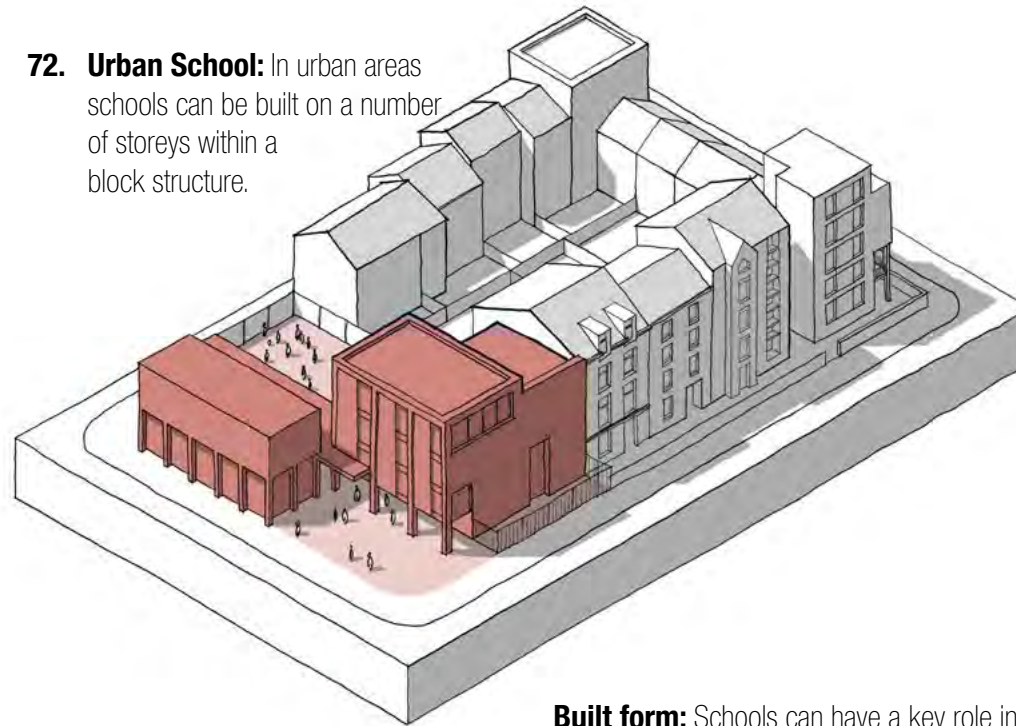 72. Urban School: In urban areas
schools can be built on a number
of storeys within a
block structure.
Built form: Schools can have a key role in